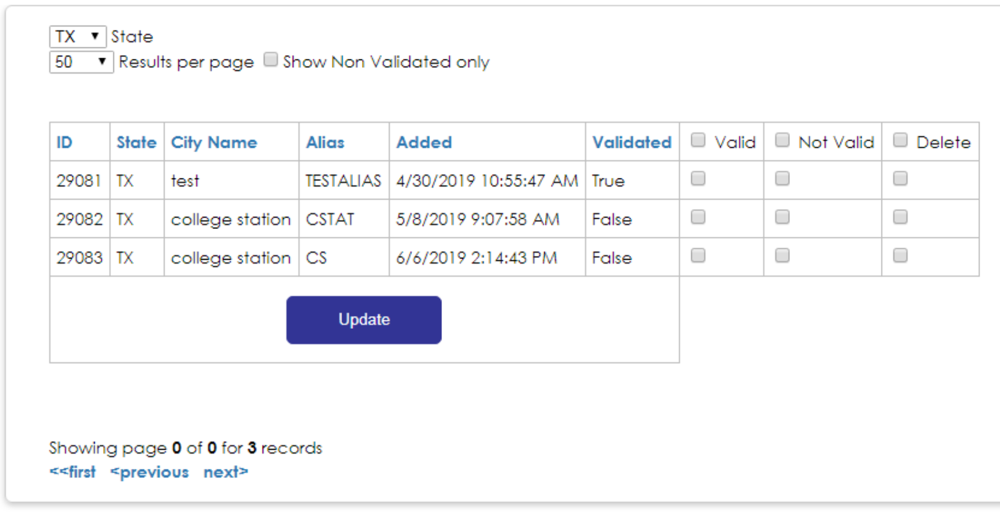 TX State
50 Results per page Show Non Validated only
ID State City Name Alias Added Validated Valid Not Valid Delete
29081 TX test TESTALIAS 4/30/2019 10:55:47 AM True
29082 TX college station CSTAT 5/8/2019 9:07:58 AM False
29083 TX college station CS 6/6/2019 2:14:43 PM False
Update
Showing page 0 of 0 for 3 records
<<first <previous next>